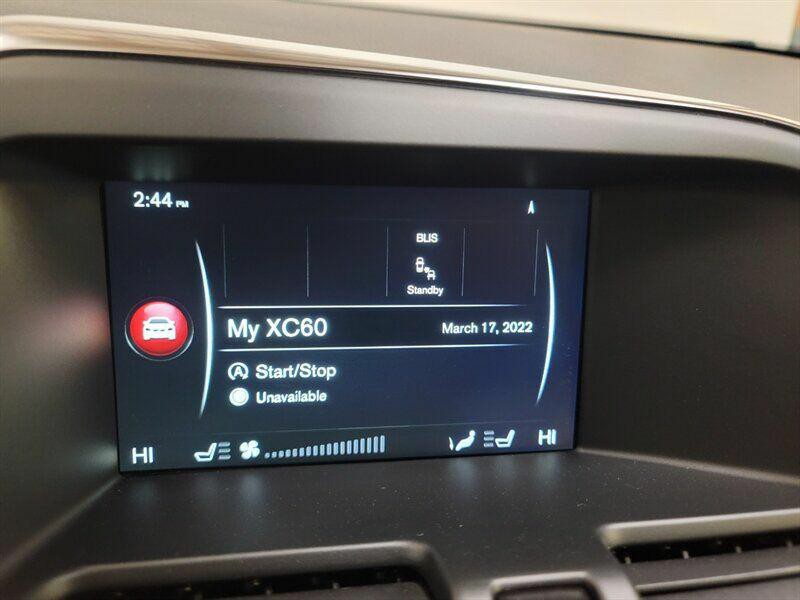 2:44 PM
BLIS
Standby
My XC60 March 17, 2022
Start/Stop
Unavailable
HI HI